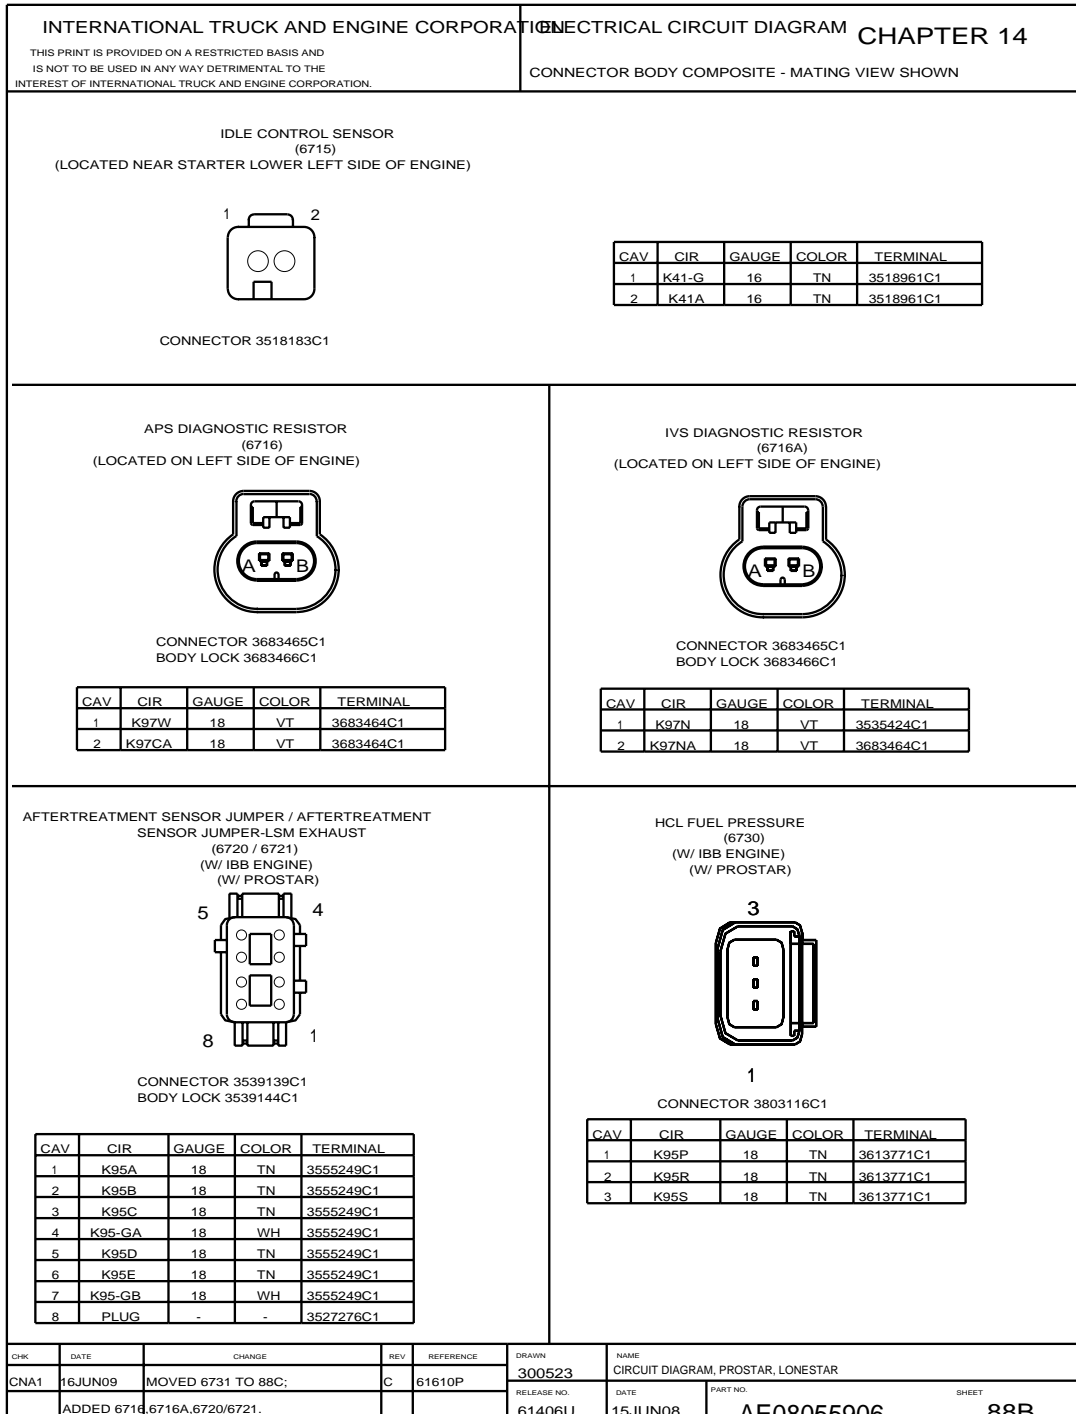 INTERNATIONAL TRUCK AND ENGINE CORPORATION
THIS PRINT IS PROVIDED ON A RESTRICTED BASIS AND
IS NOT TO BE USED IN ANY WAY DETRIMENTAL TO THE
INTEREST OF INTERNATIONAL TRUCK AND ENGINE CORPORATION.
ELECTRICAL CIRCUIT DIAGRAM
CHAPTER 14
CONNECTOR BODY COMPOSITE - MATING VIEW SHOWN
IDLE CONTROL SENSOR
(6715)
(LOCATED NEAR STARTER LOWER LEFT SIDE OF ENGINE)
1 2
CONNECTOR 3518183C1
CAV CIR GAUGE COLOR TERMINAL
1 K41-G 16 TN 3518961C1
2 K41A 16 TN 3518961C1
APS DIAGNOSTIC RESISTOR
(6716)
(LOCATED ON LEFT SIDE OF ENGINE)
A B
CONNECTOR 3683465C1
BODY LOCK 3683466C1
CAV CIR GAUGE COLOR TERMINAL
1 K97W 18 VT 3683464C1
2 K97CA 18 VT 3683464C1
IVS DIAGNOSTIC RESISTOR
(6716A)
(LOCATED ON LEFT SIDE OF ENGINE)
A B
CONNECTOR 3683465C1
BODY LOCK 3683466C1
CAV CIR GAUGE COLOR TERMINAL
1 K97N 18 VT 3535424C1
2 K97NA 18 VT 3683464C1
AFTERTREATMENT SENSOR JUMPER / AFTERTREATMENT
SENSOR JUMPER-LSM EXHAUST
(6720 / 6721)
(W/ IBB ENGINE)
(W/ PROSTAR)
5 4
8 1
CONNECTOR 3539139C1
BODY LOCK 3539144C1
CAV CIR GAUGE COLOR TERMINAL
1 K95A 18 TN 3555249C1
2 K95B 18 TN 3555249C1
3 K95C 18 TN 3555249C1
4 K95-GA 18 WH 3555249C1
5 K95D 18 TN 3555249C1
6 K95E 18 TN 3555249C1
7 K95-GB 18 WH 3555249C1
8 PLUG - - 3527276C1
HCL FUEL PRESSURE
(6730)
(W/ IBB ENGINE)
(W/ PROSTAR)
3
1
CONNECTOR 3803116C1
CAV CIR GAUGE COLOR TERMINAL
1 K95P 18 TN 3613771C1
2 K95R 18 TN 3613771C1
3 K95S 18 TN 3613771C1
CHK DATE CHANGE REV REFERENCE
CNA1 16JUN09 MOVED 6731 TO 88C; C 61610P
ADDED 6716,6716A,6720/6721.
DRAWN
300523
NAME
CIRCUIT DIAGRAM, PROSTAR, LONESTAR
RELEASE NO.
61406U
DATE
15JUN08
PART NO.
AF08055906
SHEET
88B